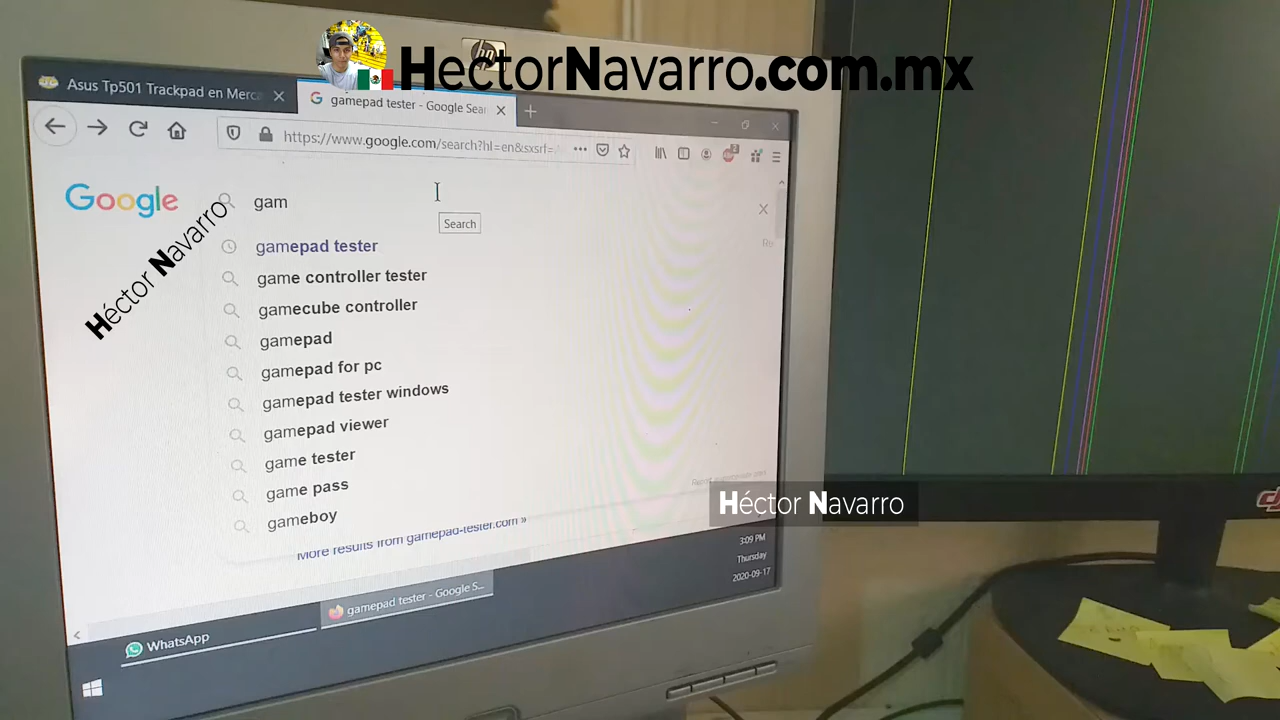 HectorNavarro.com.mx
hp
Asus Tp501 Trackpad en Merca
gamepad tester - Google Sear
https://www.google.com/search?hl=en&sxsrf=
2
Google
gam
Search
Héctor Navarro
Re
gamepad tester
game controller tester
gamecube controller
gamepad
gamepad for pc
gamepad tester windows
gamepad viewer
game tester
game pass
gameboy
Héctor Navarro
More results from gamepad-tester.com »
3:09 PM
Thursday
2020-09-17
gamepad tester - Google S...
WhatsApp